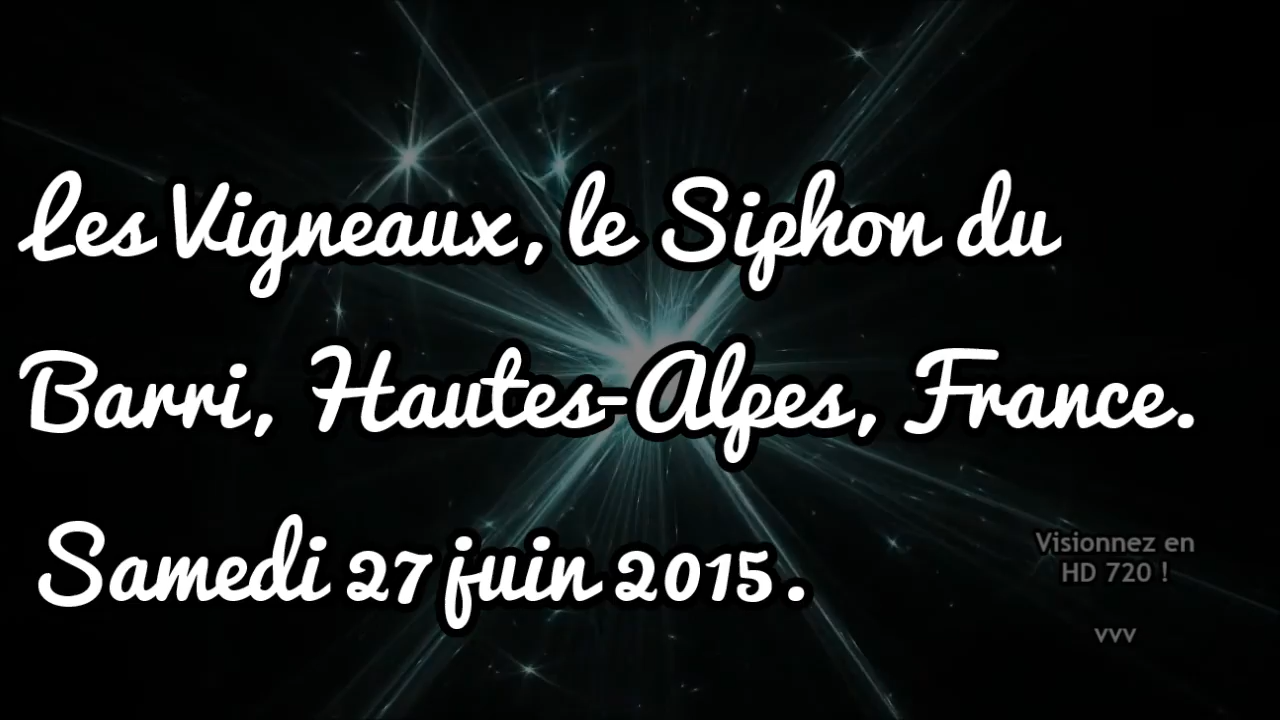 Les Vigneaux, le Siphon du
Barri, Hautes-Alpes, France.
Samedi 27 juin 2015.
Visionnez en
HD 720 !
vvv